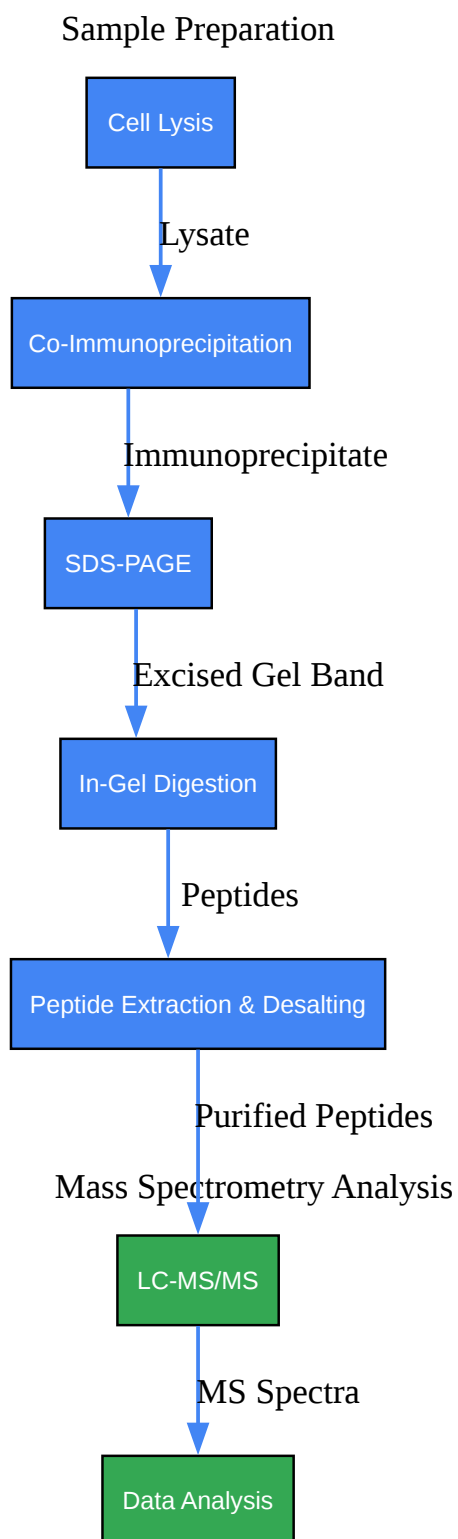 Sample Preparation
Cell Lysis
Lysate
Co-Immunoprecipitation
Immunoprecipitate
SDS-PAGE
Excised Gel Band
In-Gel Digestion
Peptides
Peptide Extraction & Desalting
Purified Peptides
Mass Spectrometry Analysis
LC-MS/MS
MS Spectra
Data Analysis